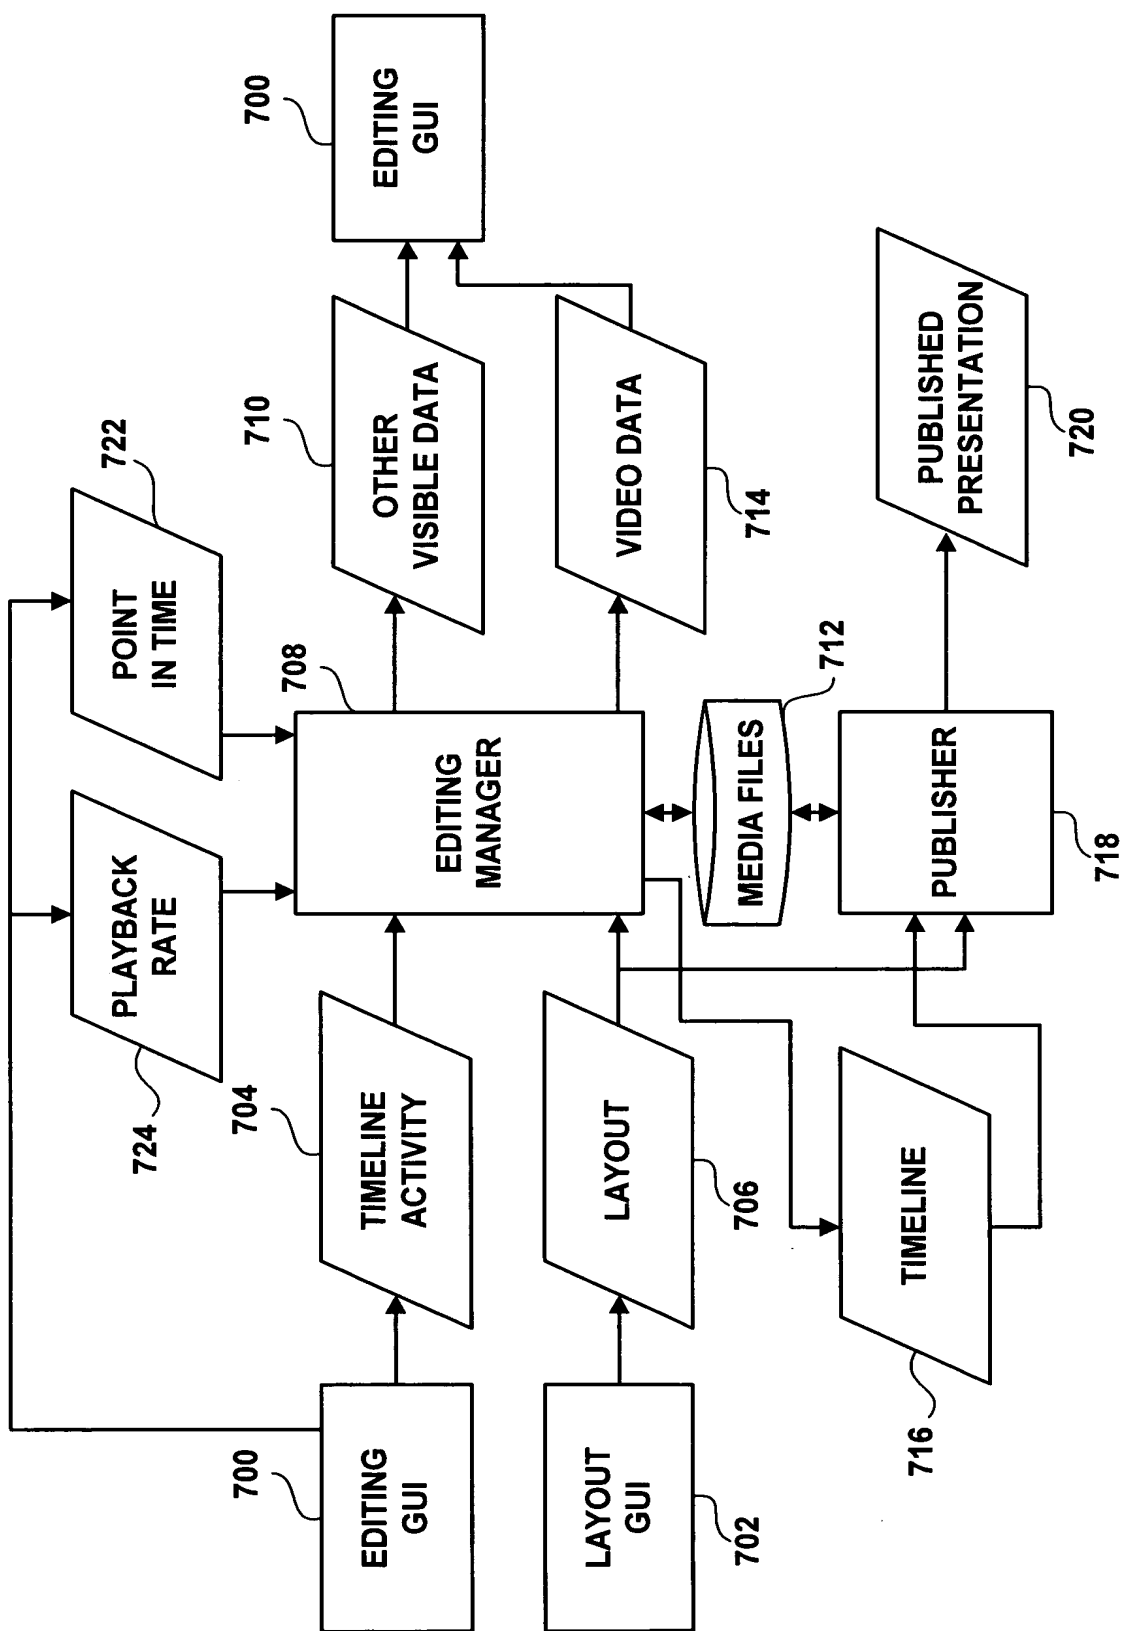 700
EDITING
GUI
724
PLAYBACK
RATE
POINT
IN TIME
722
704
TIMELINE
ACTIVITY
708
EDITING
MANAGER
710
OTHER
VISIBLE DATA
700
EDITING
GUI
LAYOUT
GUI
702
LAYOUT
706
VIDEO DATA
714
MEDIA FILES
712
TIMELINE
716
PUBLISHER
718
PUBLISHED
PRESENTATION
720